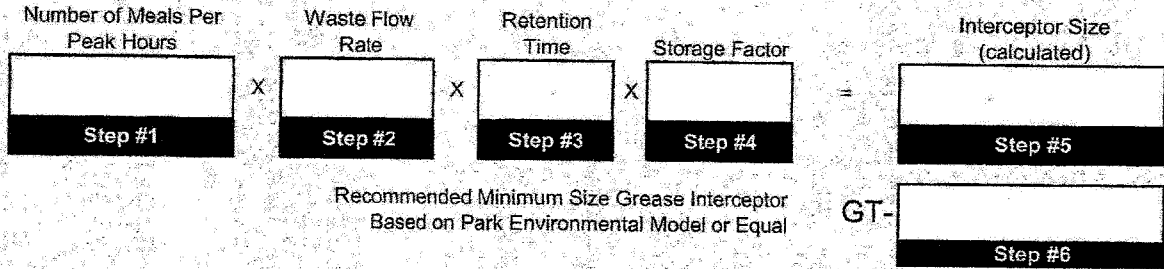 Number of Meals Per
Peak Hours
Waste Flow
Rate
Retention
Time
Storage Factor
Interceptor Size
(calculated)
X
X
X
=
Step #1
Step #2
Step #3
Step #4
Step #5
Recommended Minimum Size Grease Interceptor
Based on Park Environmental Model or Equal
GT-
Step #6